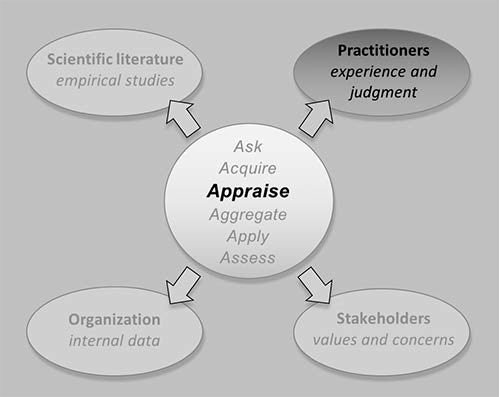 Scientific literature
empirical studies
Practitioners
experience and
judgment
Ask
Acquire
Appraise
Aggregate
Apply
Assess
Organization
internal data
Stakeholders
values and concerns